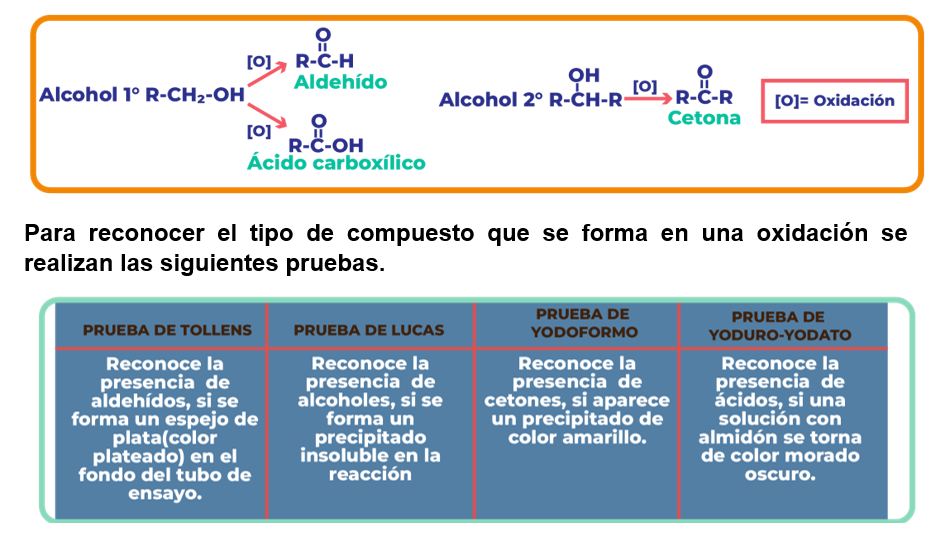 O
[O] R-C-H
Aldehído
Alcohol 1° R-CH₂-OH
[O]
O
R-C-OH
Ácido carboxílico
OH
Alcohol 2° R-CH-R
[O]
O
R-C-R
Cetona
[O]= Oxidación
Para reconocer el tipo de compuesto que se forma en una oxidación se
realizan las siguientes pruebas.
PRUEBA DE TOLLENS
Reconoce la
presencia de
aldehídos, si se
forma un espejo de
plata(color
plateado) en el
fondo del tubo de
ensayo.
PRUEBA DE LUCAS
Reconoce la
presencia de
alcoholes, si se
forma un
precipitado
insoluble en la
reacción
PRUEBA DE
YODOFORMO
Reconoce la
presencia de
cetones, si aparece
un precipitado de
color amarillo.
PRUEBA DE
YODURO-YODATO
Reconoce la
presencia de
ácidos, si una
solución con
almidón se torna
de color morado
oscuro.